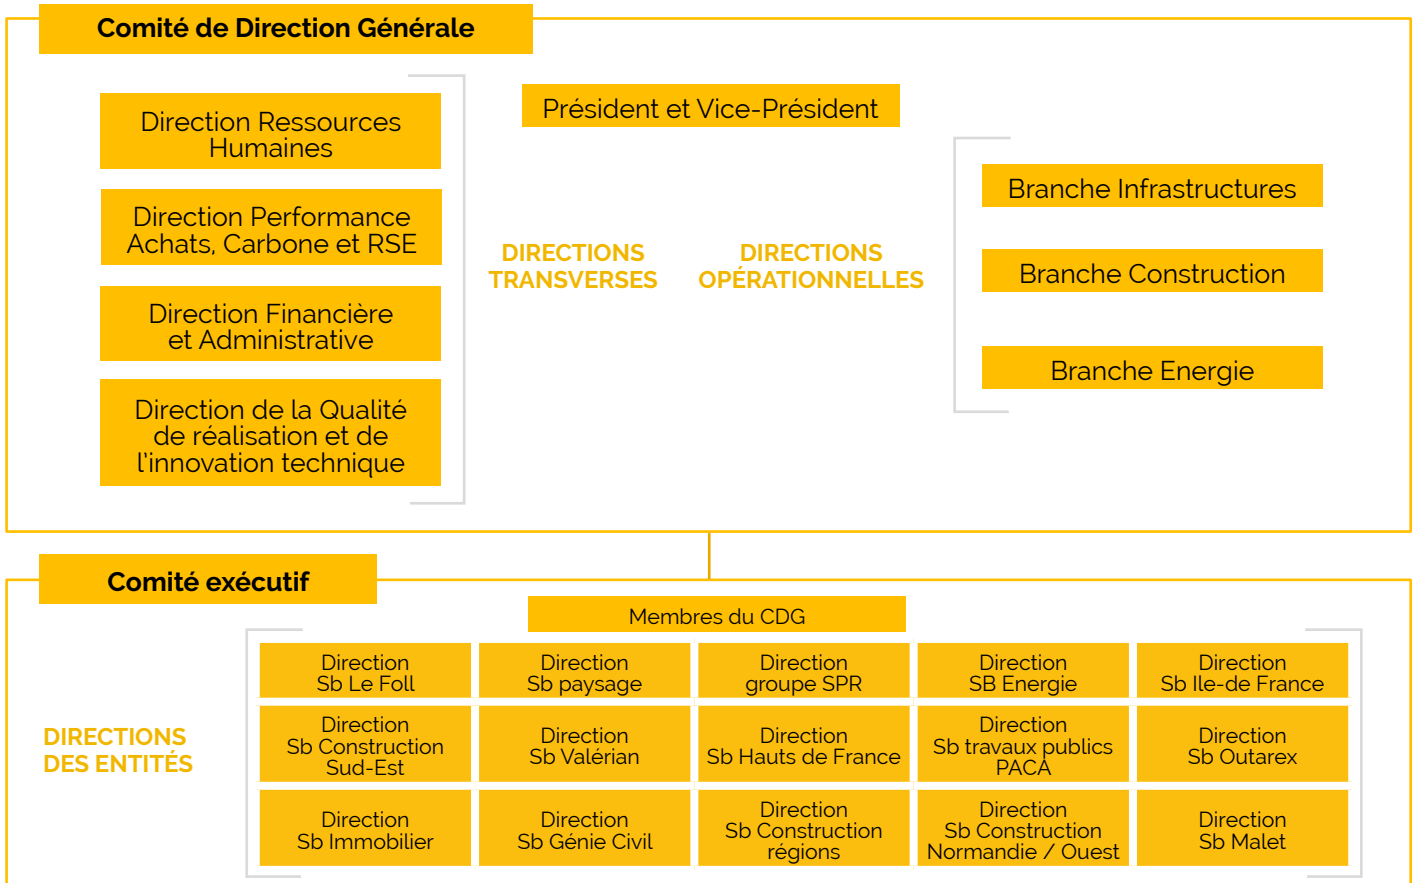 Comité de Direction Générale
Président et Vice-Président
Direction Ressources
Humaines
Direction Performance
Achats, Carbone et RSE
Direction Financière
et Administrative
Direction de la Qualité
de réalisation et de
l'innovation technique
DIRECTIONS
TRANSVERSES
DIRECTIONS
OPÉRATIONNELLES
Branche Infrastructures
Branche Construction
Branche Energie
Comité exécutif
Membres du CDG
DIRECTIONS
DES ENTITÉS
Direction
Sb Le Foll
Direction
Sb paysage
Direction
groupe SPR
Direction
SB Energie
Direction
Sb Ile-de France
Direction
Sb Construction
Sud-Est
Direction
Sb Valérian
Direction
Sb Hauts de France
Direction
Sb travaux publics
PACA
Direction
Sb Outarex
Direction
Sb Immobilier
Direction
Sb Génie Civil
Direction
Sb Construction
régions
Direction
Sb Construction
Normandie / Ouest
Direction
Sb Malet